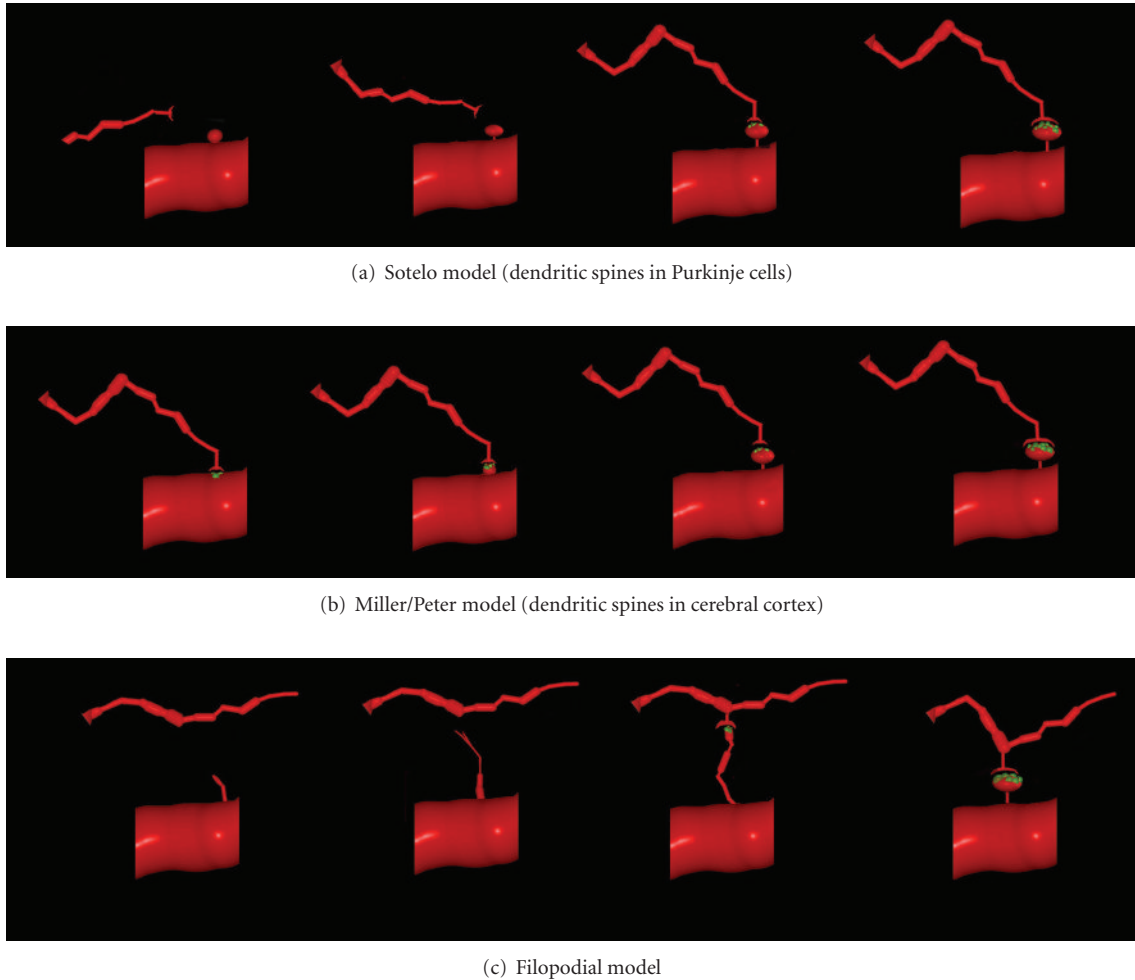 (a) Sotelo model (dendritic spines in Purkinje cells)
(b) Miller/Peter model (dendritic spines in cerebral cortex)
(c) Filopodial model